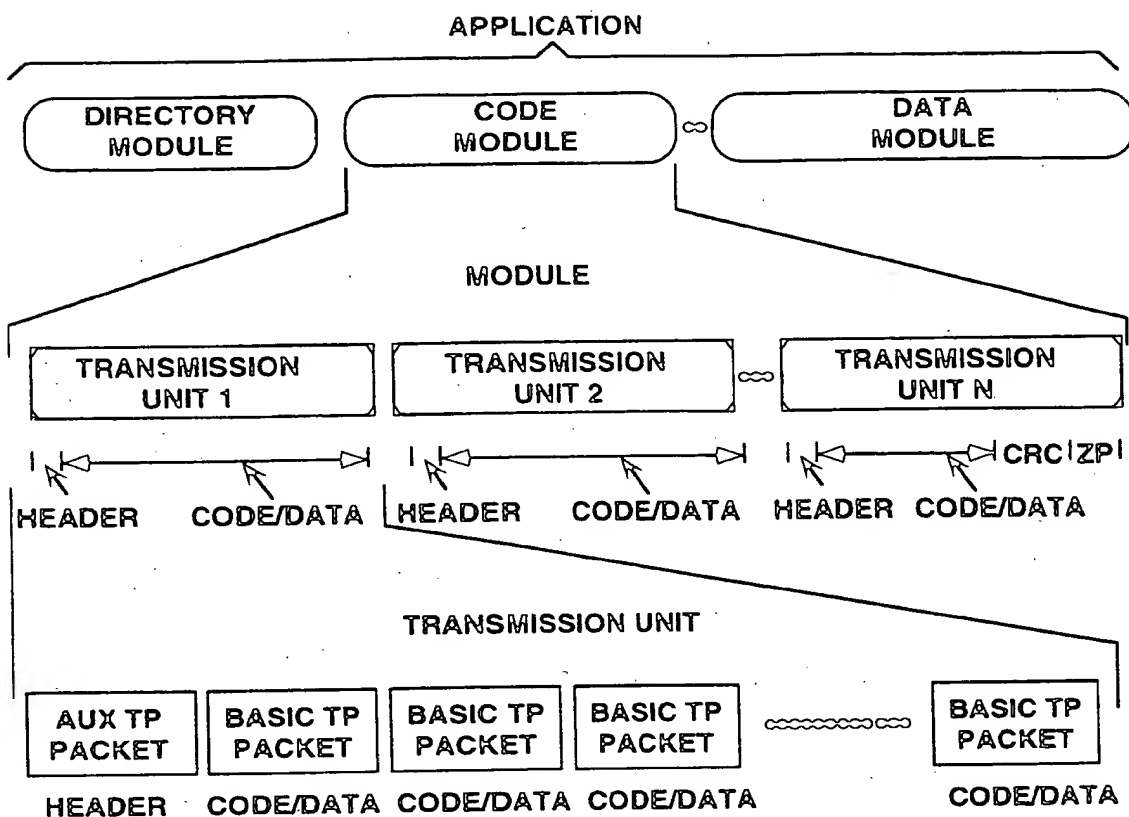 APPLICATION
DIRECTORY
MODULE
CODE
MODULE
DATA
MODULE
MODULE
TRANSMISSION
UNIT 1
TRANSMISSION
UNIT 2
TRANSMISSION
UNIT N
CRC ZP
HEADER
CODE/DATA
HEADER
CODE/DATA
HEADER
CODE/DATA
TRANSMISSION UNIT
AUX TP
PACKET
BASIC TP
PACKET
BASIC TP
PACKET
BASIC TP
PACKET
BASIC TP
PACKET
HEADER
CODE/DATA
CODE/DATA
CODE/DATA
CODE/DATA